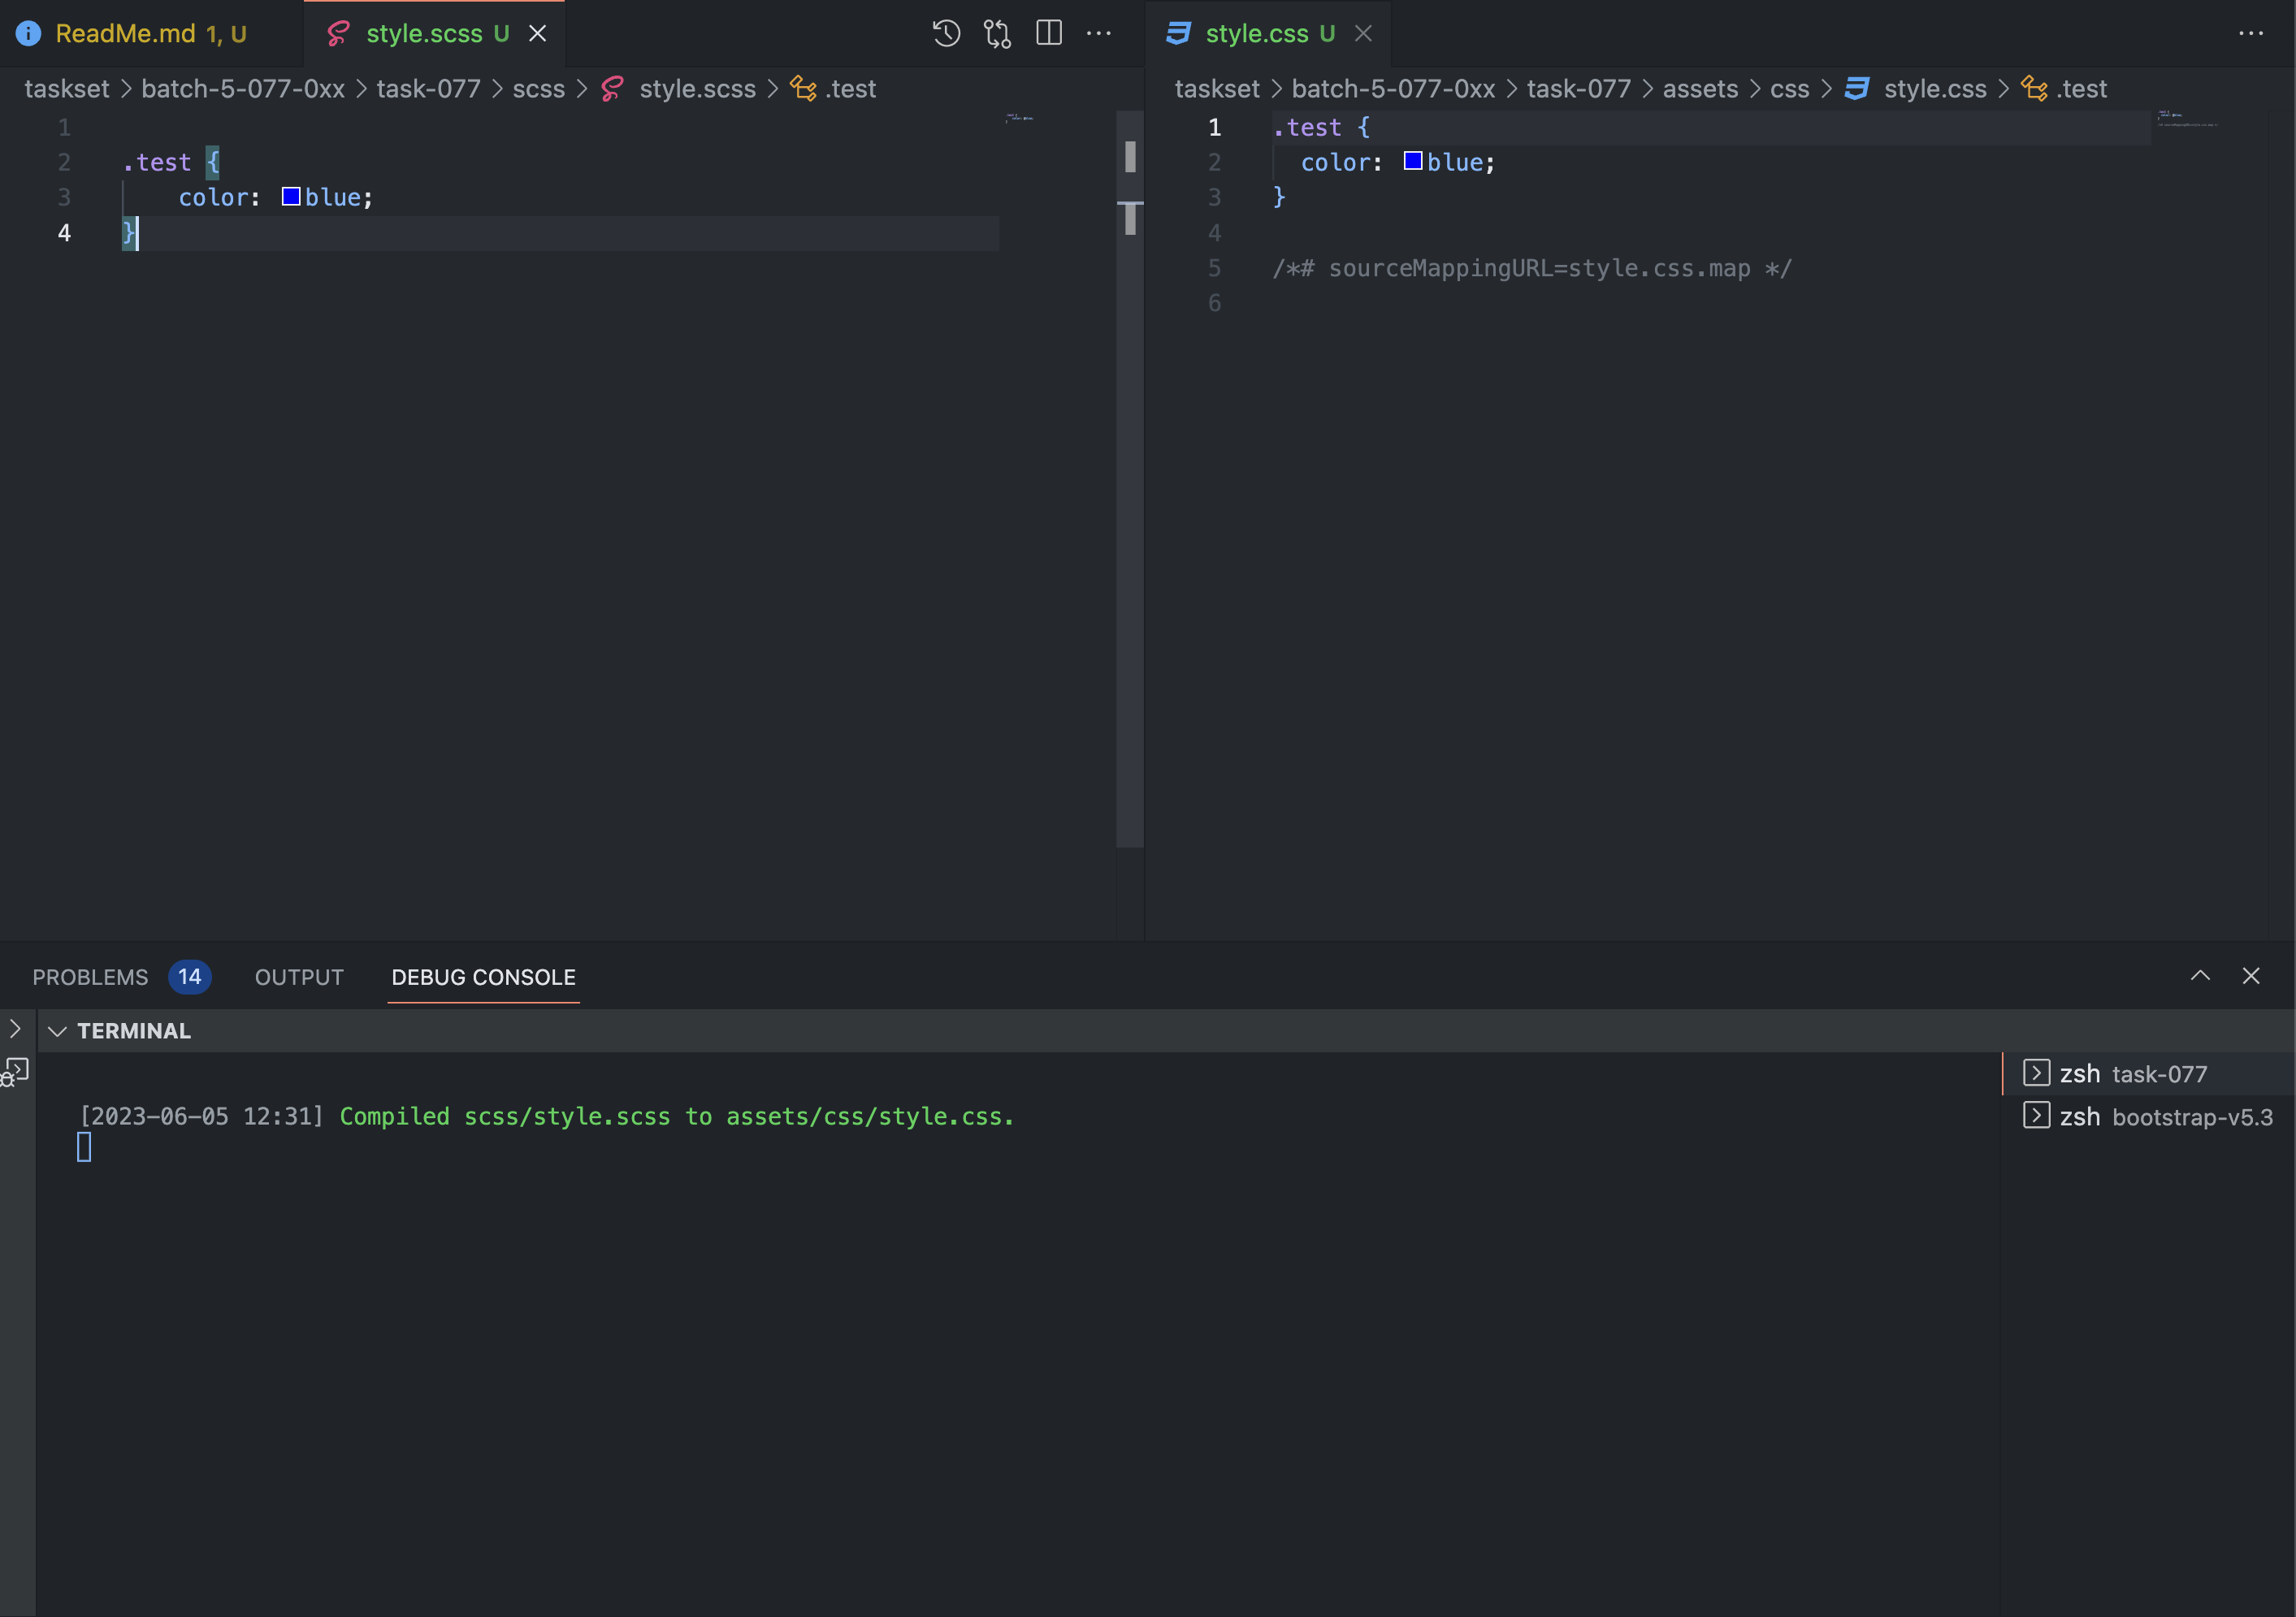 ReadMe.md 1, U
style.scss U
style.css U
taskset > batch-5-077-0xx > task-077 > scss > style.scss > .test
taskset > batch-5-077-0xx > task-077 > assets > css > style.css > .test
1
2 .test {
3 color: blue;
4 }
1 .test {
2 color: blue;
3 }
4
5 /*# sourceMappingURL=style.css.map */
6
PROBLEMS 14 OUTPUT DEBUG CONSOLE
TERMINAL
[2023-06-05 12:31] Compiled scss/style.scss to assets/css/style.css.
zsh task-077
zsh bootstrap-v5.3